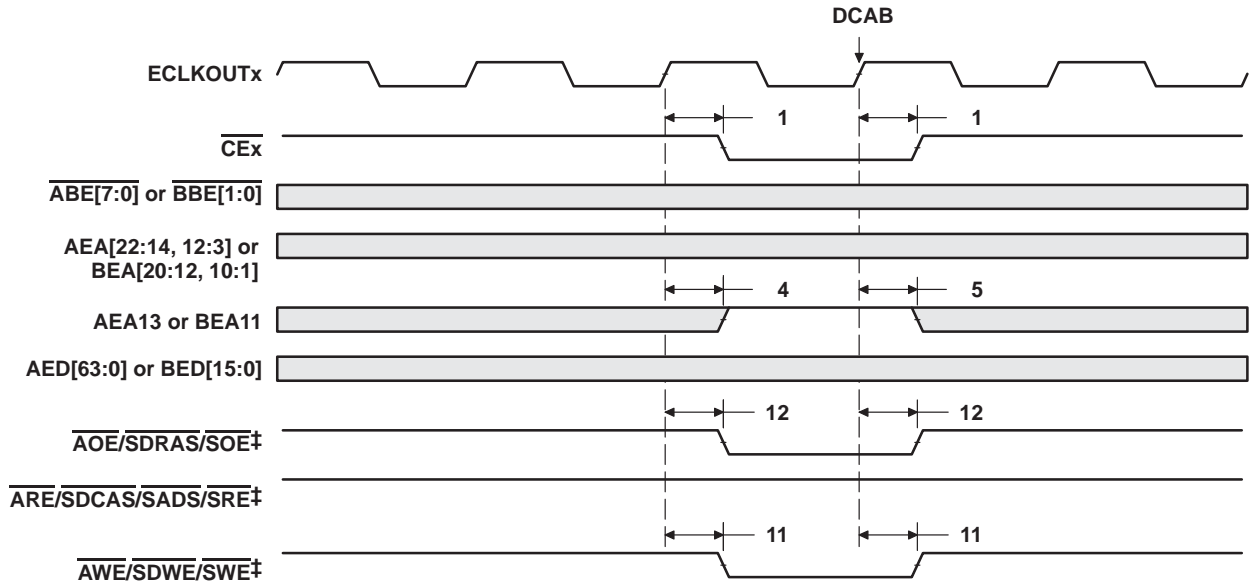 DCAB
ECLKOUTx
1 1
CEx
ABE[7:0] or BBE[1:0]
AEA[22:14, 12:3] or
BEA[20:12, 10:1]
4 5
AEA13 or BEA11
AED[63:0] or BED[15:0]
12 12
AOE/SDRAS/SOE‡
ARE/SDCAS/SADS/SRE‡
11 11
AWE/SDWE/SWE‡